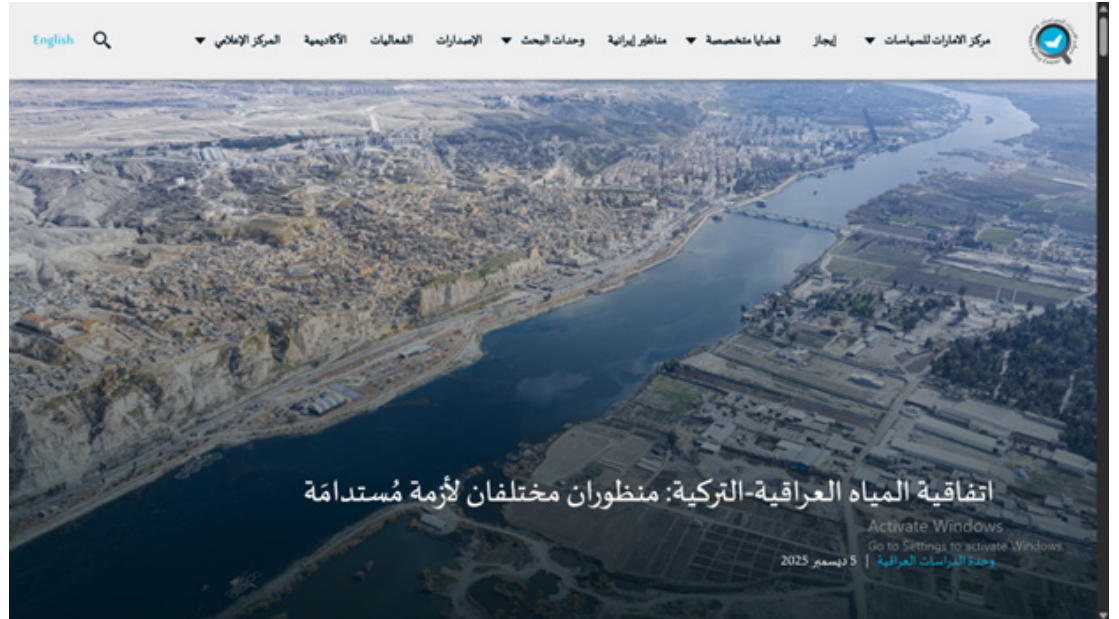 مركز الامارات للسياسات
إيجاز
قضايا متخصصة
مناظير إيرانية
وحدات البحث
الإصدارات
الفعاليات
الأكاديمية
المركز الإعلامي
English
اتفاقية المياه العراقية-التركية: منظوران مختلفان لأزمة مُستدامَة
Activate Windows
Go to Settings to activate Windows.
وحدة الدراسات العراقية | 5 ديسمبر 2025